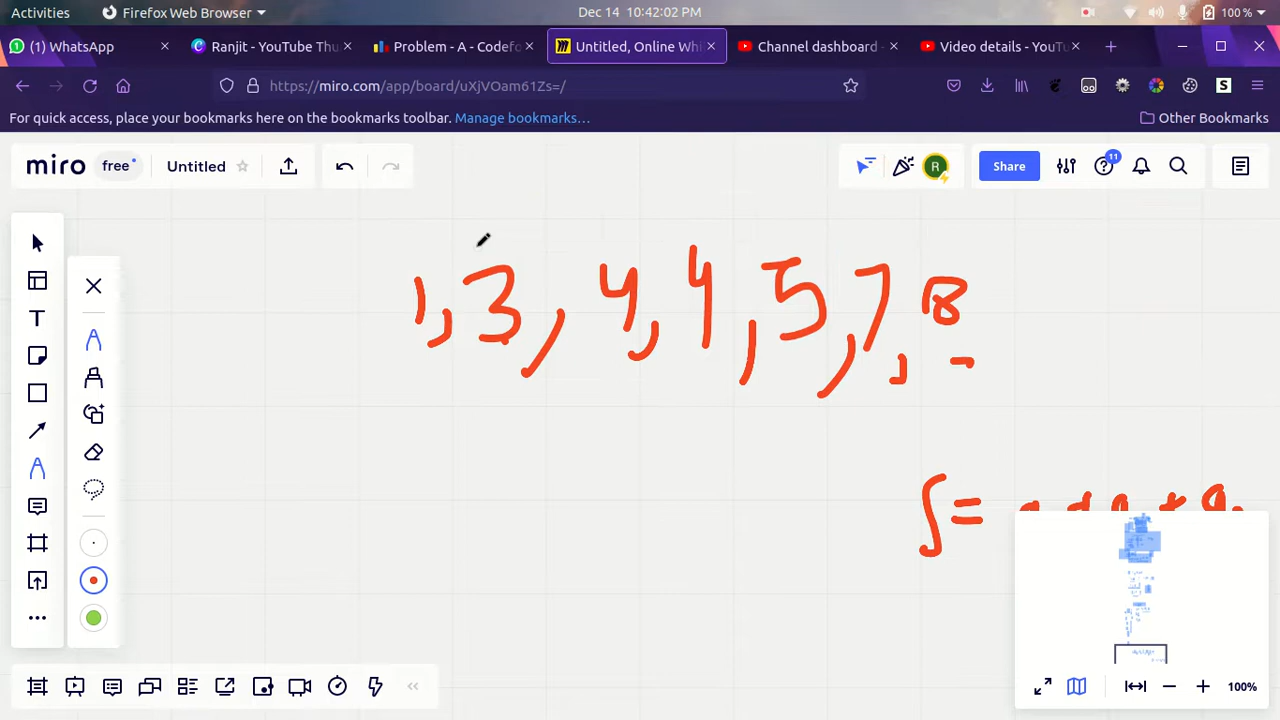 Activities Firefox Web Browser Dec 14 10:42:02 PM 100 %
(1) WhatsApp Ranjit - YouTube Thu Problem - A - Codefo Untitled, Online Whi Channel dashboard - Video details - YouTu
https://miro.com/app/board/uXjVOam61Zs=/ S
For quick access, place your bookmarks here on the bookmarks toolbar. Manage bookmarks… Other Bookmarks
miro free Untitled R Share 11
1, 3, 4, 4, 5, 7, 8
100%